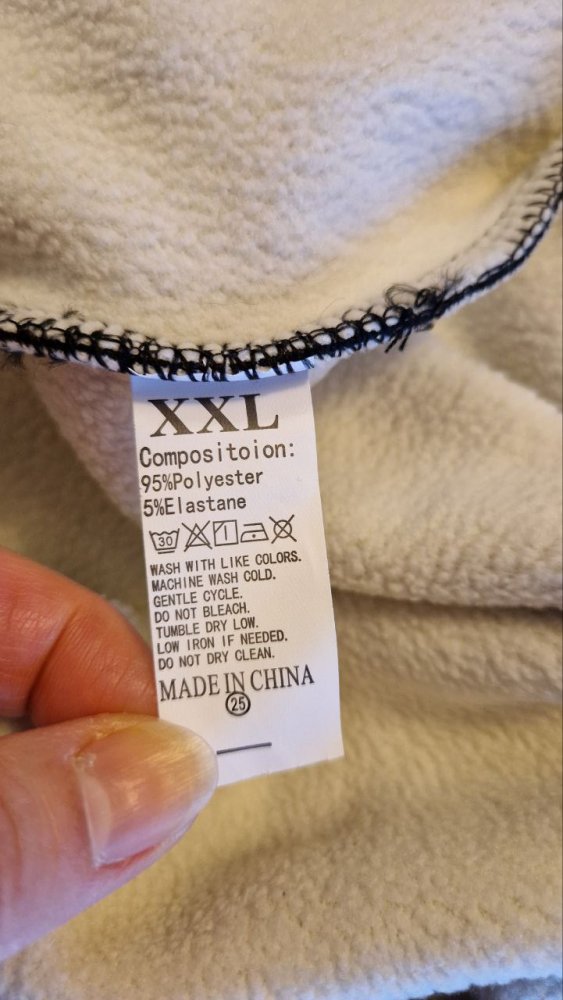 XXL
Compositoion:
95%Polyester
5%Elastane
30
WASH WITH LIKE COLORS.
MACHINE WASH COLD.
GENTLE CYCLE.
DO NOT BLEACH.
TUMBLE DRY LOW.
LOW IRON IF NEEDED.
DO NOT DRY CLEAN.
MADE IN CHINA
25